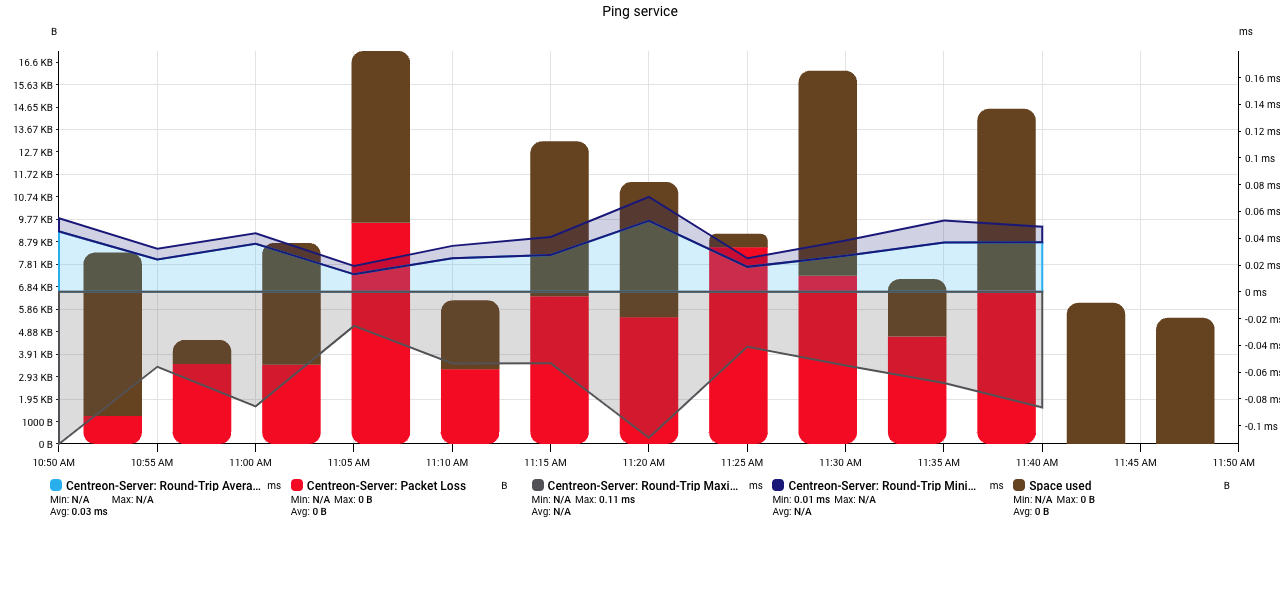 Ping service
B
ms
16.6 KB
15.63 KB
14.65 KB
13.67 KB
12.7 KB
11.72 KB
10.74 KB
9.77 KB
8.79 KB
7.81 KB
6.84 KB
5.86 KB
4.88 KB
3.91 KB
2.93 KB
1.95 KB
1000 B
0 B
0.16 ms
0.14 ms
0.12 ms
0.1 ms
0.08 ms
0.06 ms
0.04 ms
0.02 ms
0 ms
-0.02 ms
-0.04 ms
-0.06 ms
-0.08 ms
-0.1 ms
10:50 AM 10:55 AM 11:00 AM 11:05 AM 11:10 AM 11:15 AM 11:20 AM 11:25 AM 11:30 AM 11:35 AM 11:40 AM 11:45 AM 11:50 AM
Centreon-Server: Round-Trip Avera... ms
Min: N/A Max: N/A
Avg: 0.03 ms
Centreon-Server: Packet Loss B
Min: N/A Max: 0 B
Avg: 0 B
Centreon-Server: Round-Trip Maxi... ms
Min: N/A Max: 0.11 ms
Avg: N/A
Centreon-Server: Round-Trip Mini... ms
Min: 0.01 ms Max: N/A
Avg: N/A
Space used B
Min: N/A Max: 0 B
Avg: 0 B